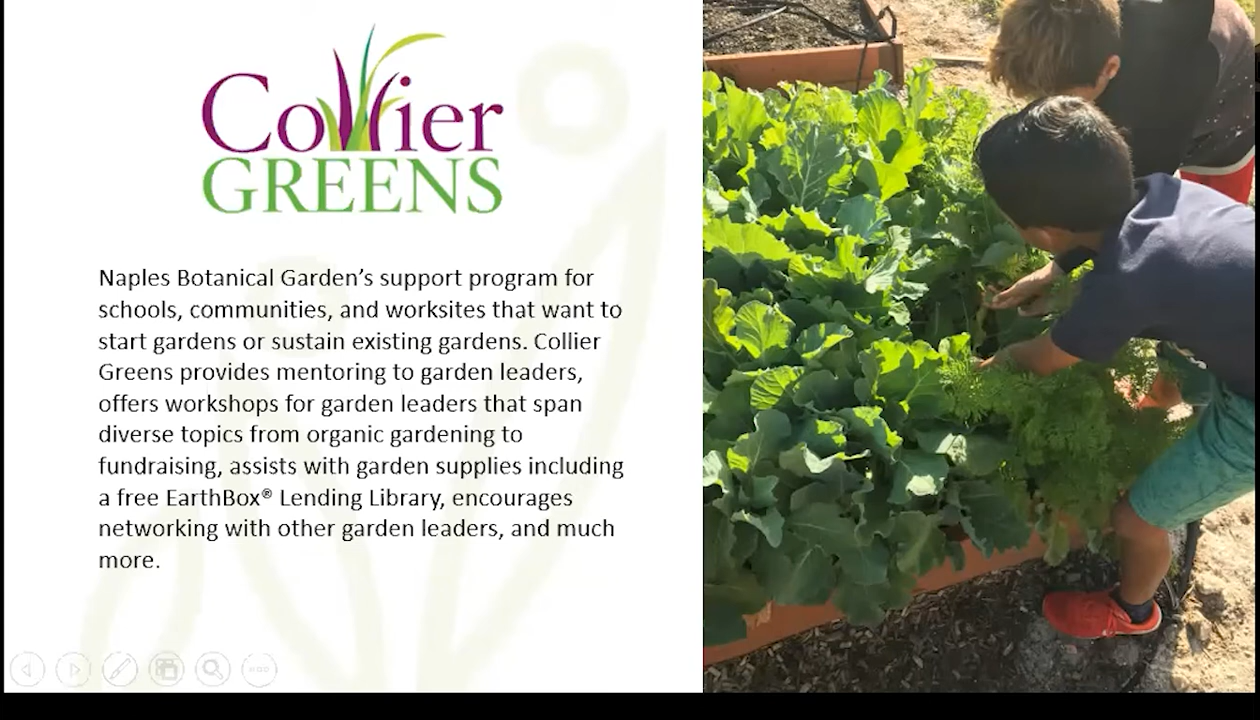 Collier
GREENS
Naples Botanical Garden’s support program for
schools, communities, and worksites that want to
start gardens or sustain existing gardens. Collier
Greens provides mentoring to garden leaders,
offers workshops for garden leaders that span
diverse topics from organic gardening to
fundraising, assists with garden supplies including
a free EarthBox® Lending Library, encourages
networking with other garden leaders, and much
more.